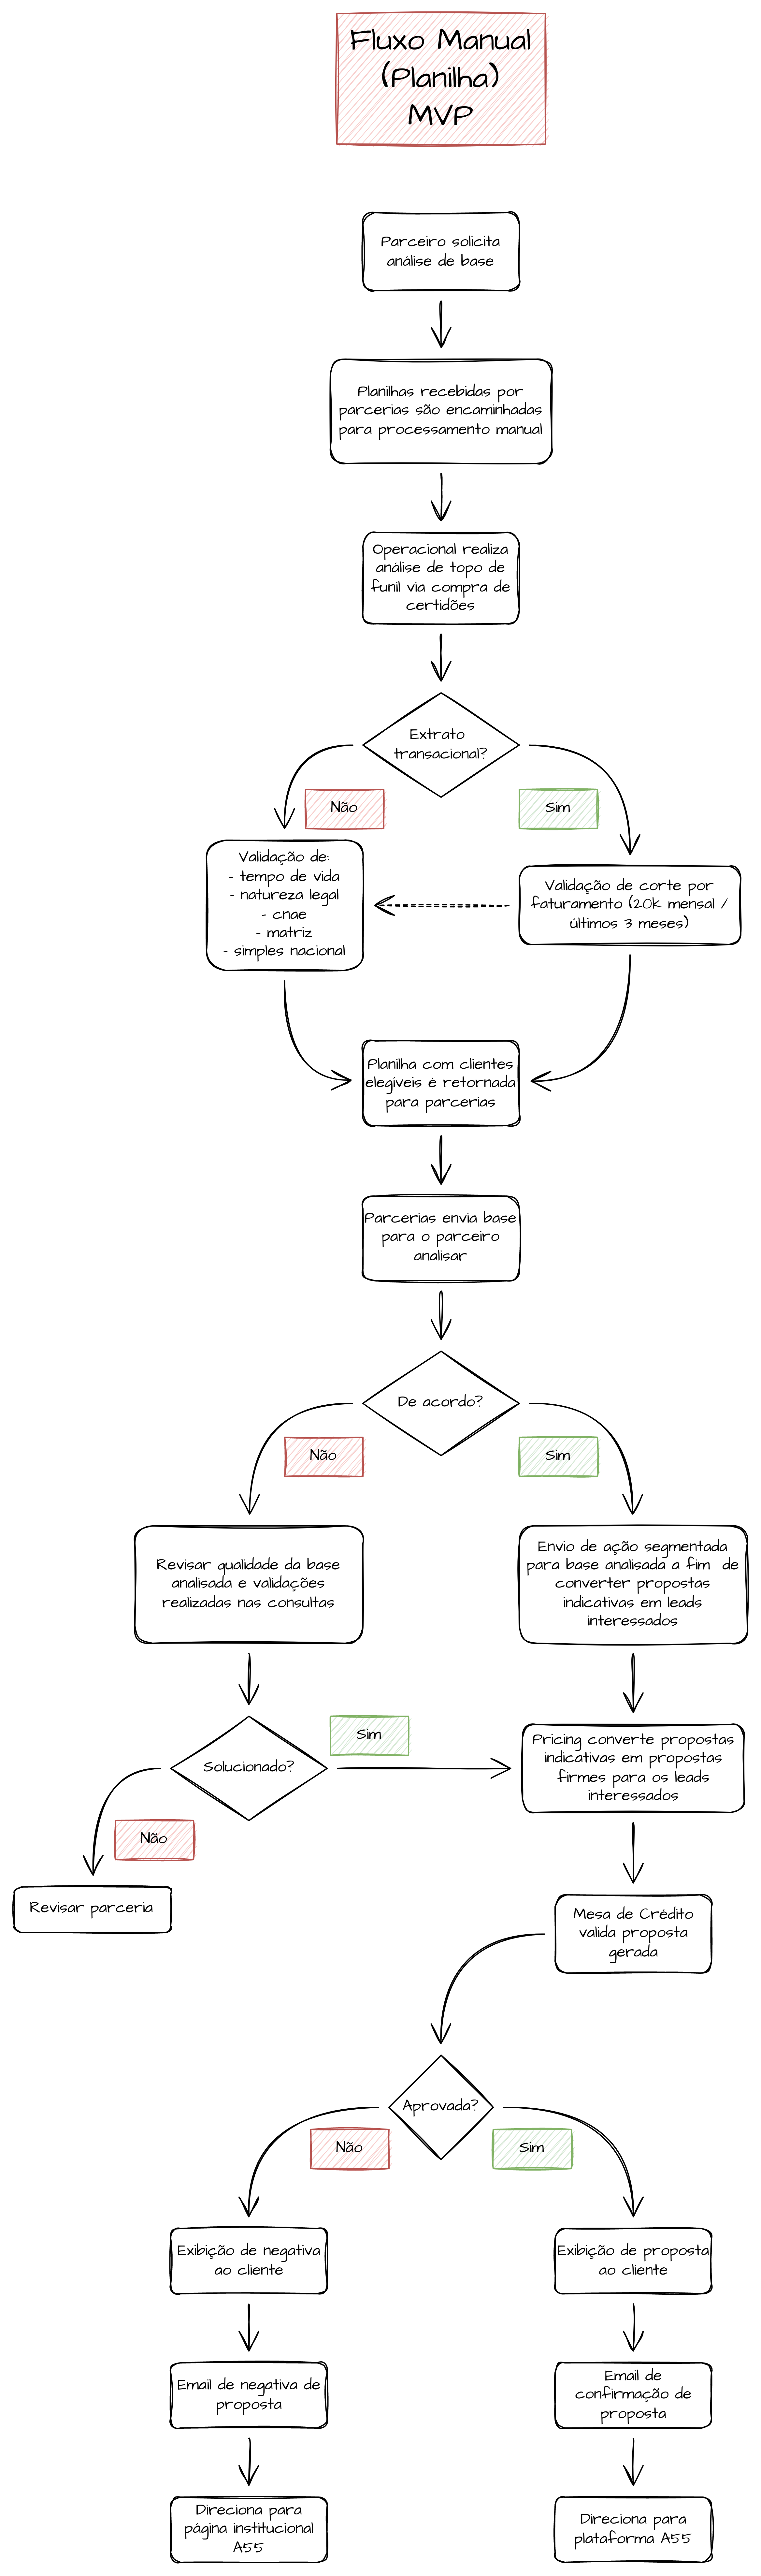 Fluxo Manual
(Planilha)
MVP
Parceiro solicita
análise de base
Planilhas recebidas por
parcerias são encaminhadas
para processamento manual
Operacional realiza
análise de topo de
funil via compra de
certidões
Extrato
transacional?
Não
Sim
Validação de:
- tempo de vida
- natureza legal
- cnae
- matriz
- simples nacional
Validação de corte por
faturamento (20k mensal /
últimos 3 meses)
Planilha com clientes
elegíveis é retornada
para parcerias
Parcerias envia base
para o parceiro
analisar
De acordo?
Não
Sim
Revisar qualidade da base
analisada e validações
realizadas nas consultas
Envio de ação segmentada
para base analisada a fim de
converter propostas
indicativas em leads
interessados
Solucionado?
Sim
Não
Pricing converte propostas
indicativas em propostas
firmes para os leads
interessados
Revisar parceria
Mesa de Crédito
valida proposta
gerada
Aprovada?
Não
Sim
Exibição de negativa
ao cliente
Exibição de proposta
ao cliente
Email de negativa de
proposta
Email de
confirmação de
proposta
Direciona para
página institucional
A55
Direciona para
plataforma A55